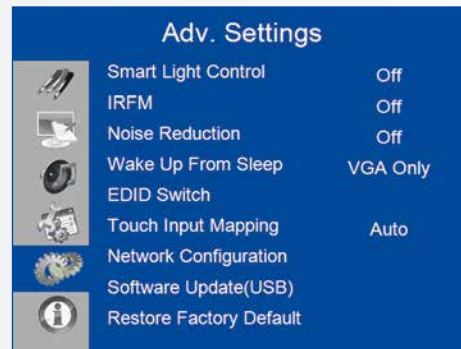 Adv. Settings
Smart Light Control Off
IRFM Off
Noise Reduction Off
Wake Up From Sleep VGA Only
EDID Switch
Touch Input Mapping Auto
Network Configuration
Software Update(USB)
Restore Factory Default